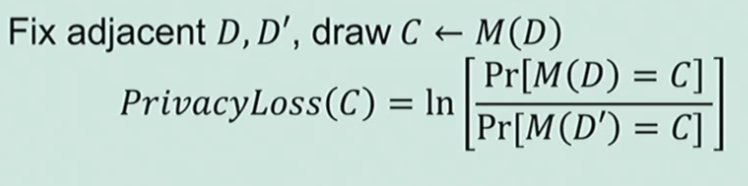 Fix adjacent D, D′, draw C ← M(D)
PrivacyLoss(C) = ln [ Pr[M(D) = C] / Pr[M(D′) = C] ]